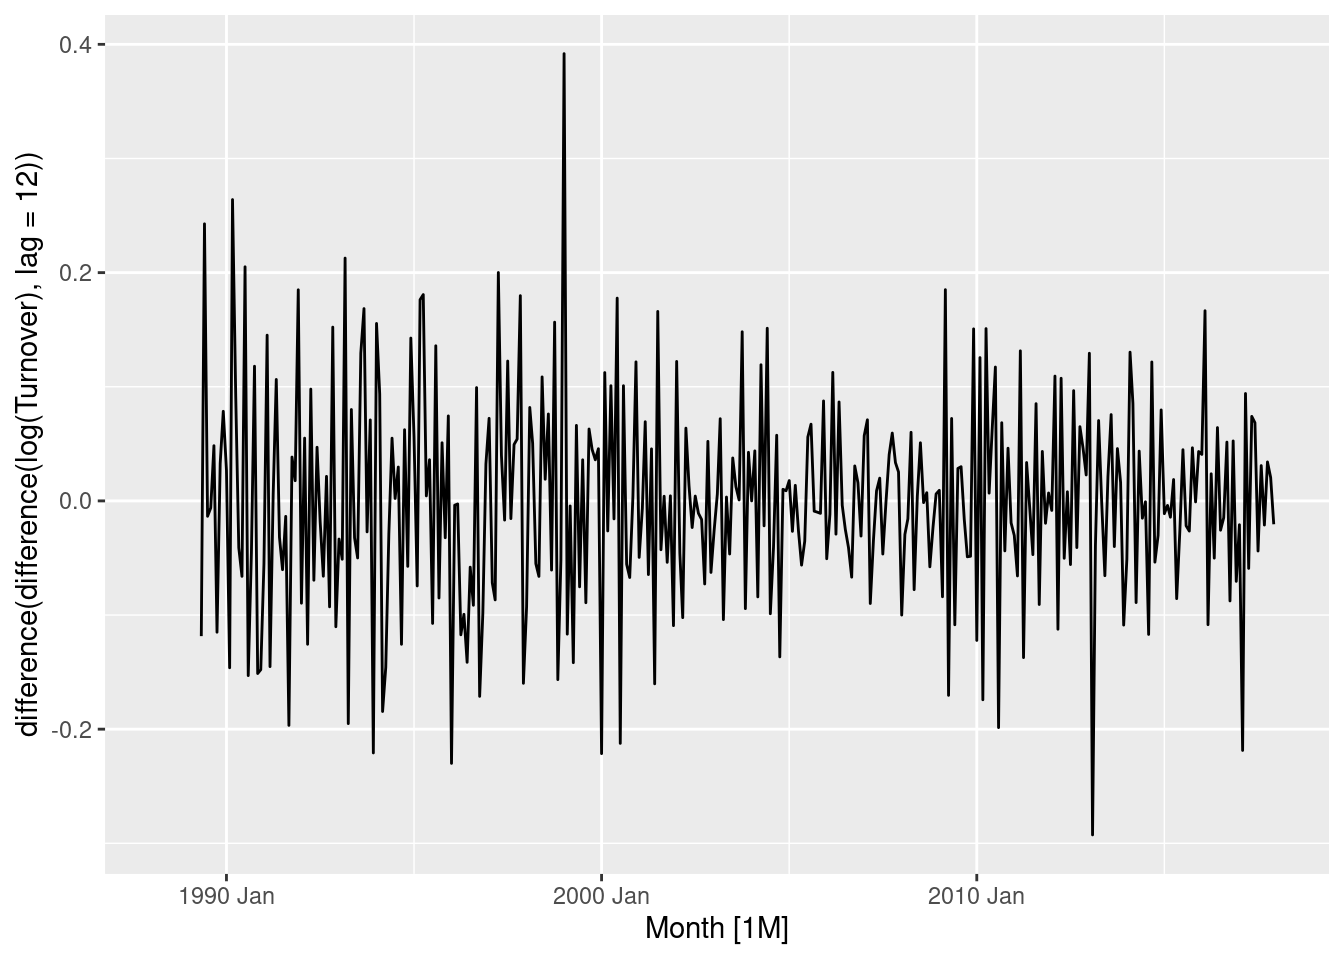 difference(difference(log(Turnover), lag = 12))
0.4
0.2
0.0
-0.2
1990 Jan
2000 Jan
2010 Jan
Month [1M]